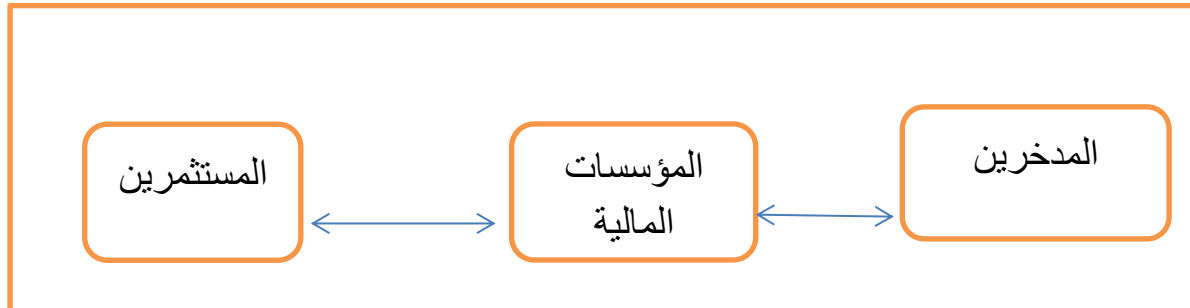 المدخرين
المؤسسات
المالية
المستثمرين